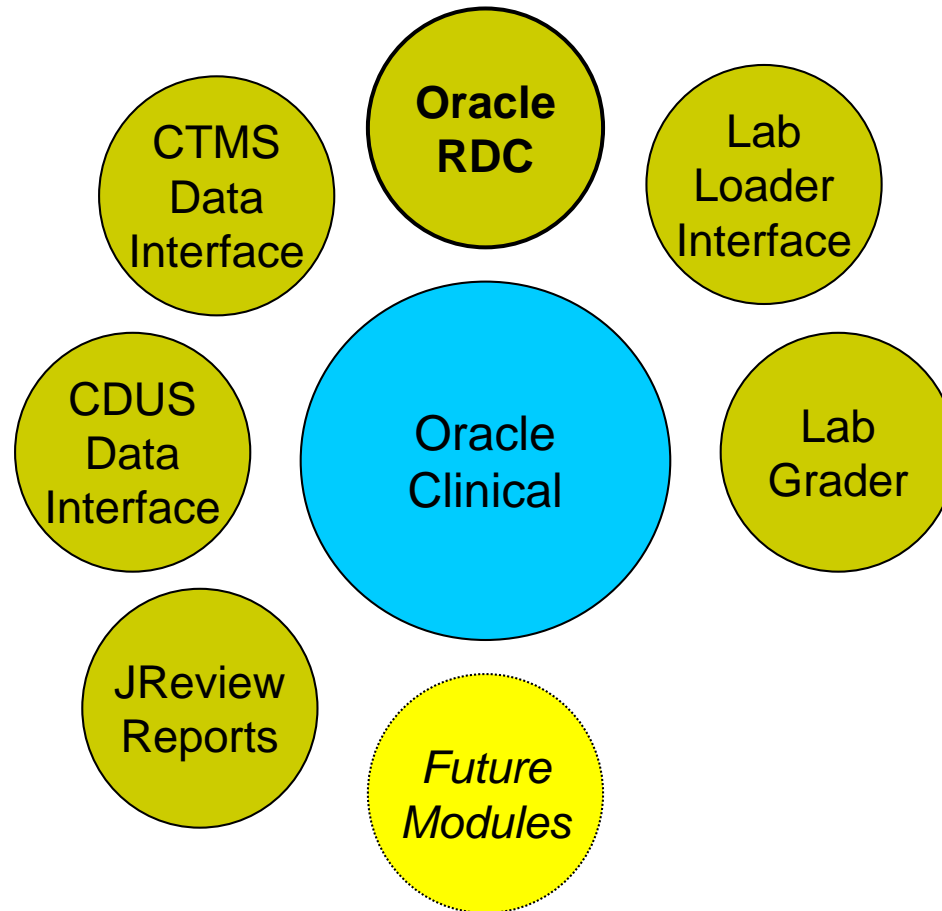 Oracle
RDC
CTMS
Data
Interface
Lab
Loader
Interface
CDUS
Data
Interface
Oracle
Clinical
Lab
Grader
JReview
Reports
Future
Modules